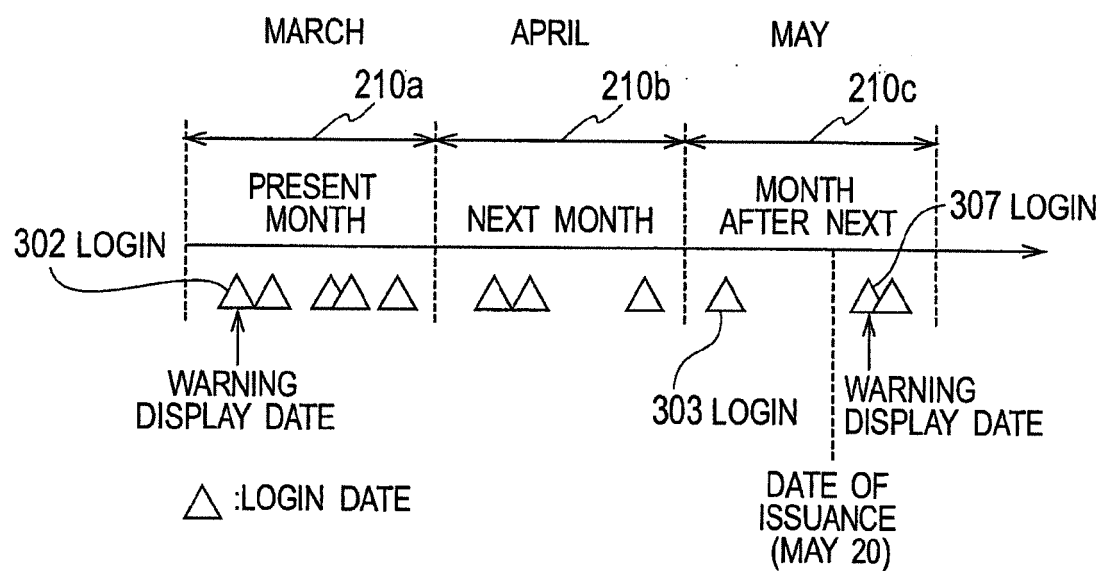 MARCH APRIL MAY
210a 210b 210c
PRESENT
MONTH
NEXT MONTH
MONTH
AFTER NEXT
307 LOGIN
302 LOGIN
WARNING
DISPLAY DATE
303 LOGIN
WARNING
DISPLAY DATE
:LOGIN DATE
DATE OF
ISSUANCE
(MAY 20)